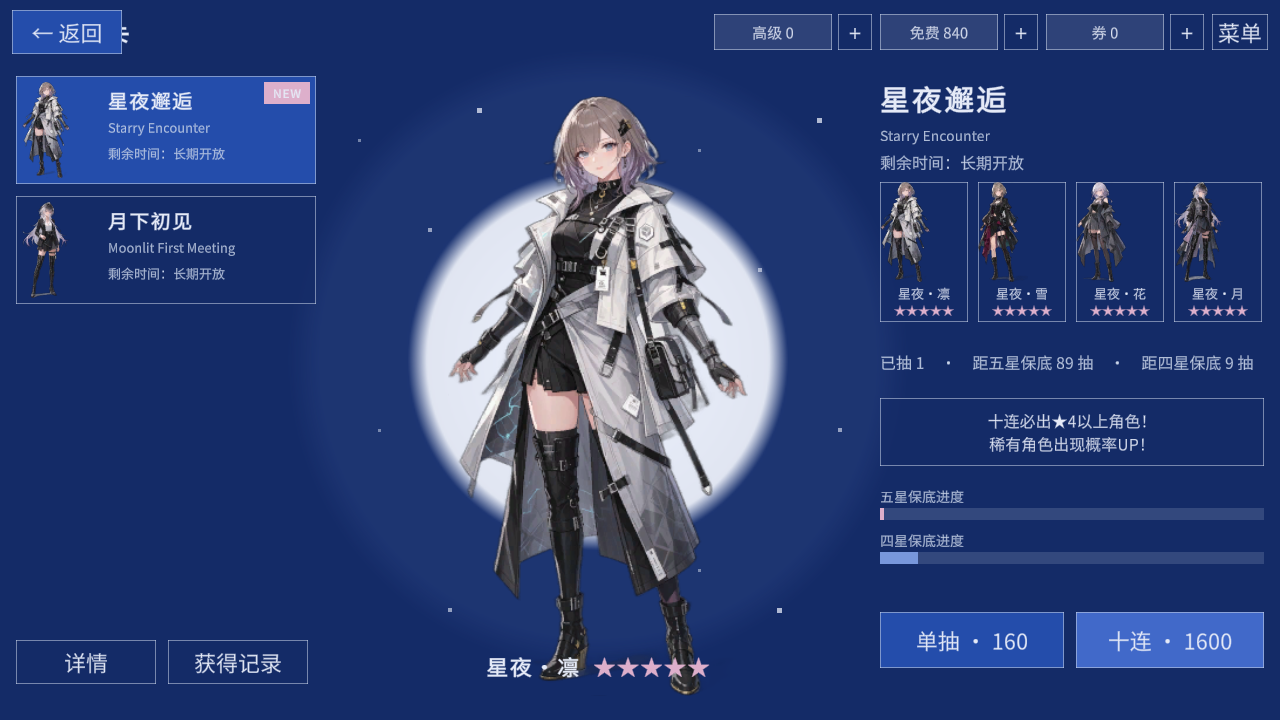 ← 返回
高级 0
+
免费 840
+
券 0
+
菜单
星夜邂逅
NEW
Starry Encounter
剩余时间：长期开放
月下初见
Moonlit First Meeting
剩余时间：长期开放
星夜邂逅
Starry Encounter
剩余时间：长期开放
星夜·凛
★★★★★
星夜·雪
★★★★★
星夜·花
★★★★★
星夜·月
★★★★★
已抽 1 · 距五星保底 89 抽 · 距四星保底 9 抽
十连必出★4以上角色！
稀有角色出现概率UP！
五星保底进度
四星保底进度
详情
获得记录
星夜·凛 ★★★★★
单抽 · 160
十连 · 1600